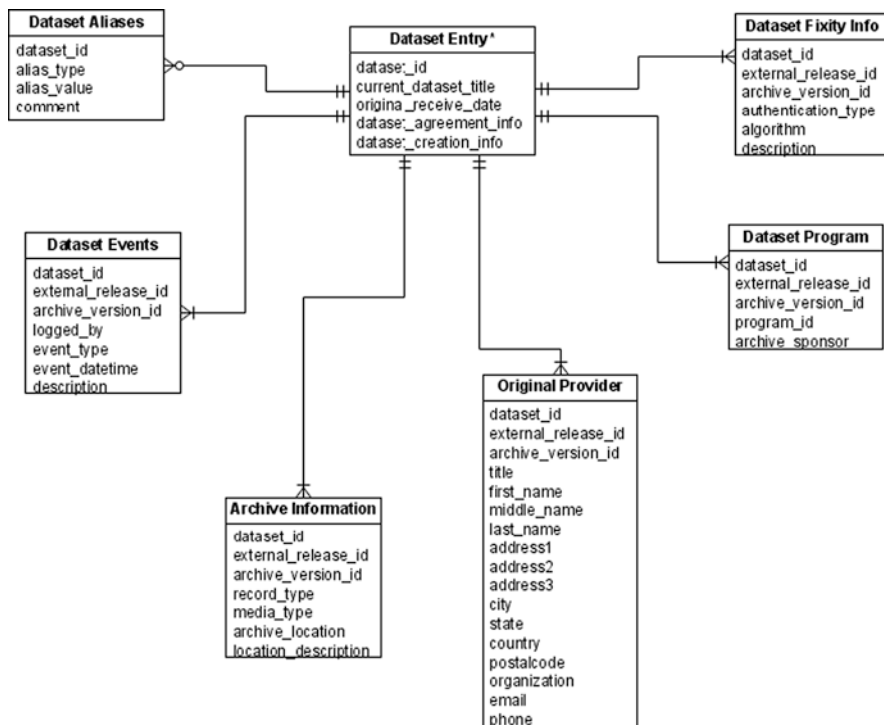 Dataset Aliases
dataset_id
alias_type
alias_value
comment
Dataset Entry*
datase:_id
current_dataset_title
origina._receive_date
datase:_agreement_info
datase:_creation_info
Dataset Fixity Info
dataset_id
external_release_id
archive_version_id
authentication_type
algorithm
description
Dataset Events
dataset_id
external_release_id
archive_version_id
logged_by
event_type
event_datetime
description
Dataset Program
dataset_id
external_release_id
archive_version_id
program_id
archive_sponsor
Archive Information
dataset_id
external_release_id
archive_version_id
record_type
media_type
archive_location
location_description
Original Provider
dataset_id
external_release_id
archive_version_id
title
first_name
middle_name
last_name
address1
address2
address3
city
state
country
postalcode
organization
email
phone